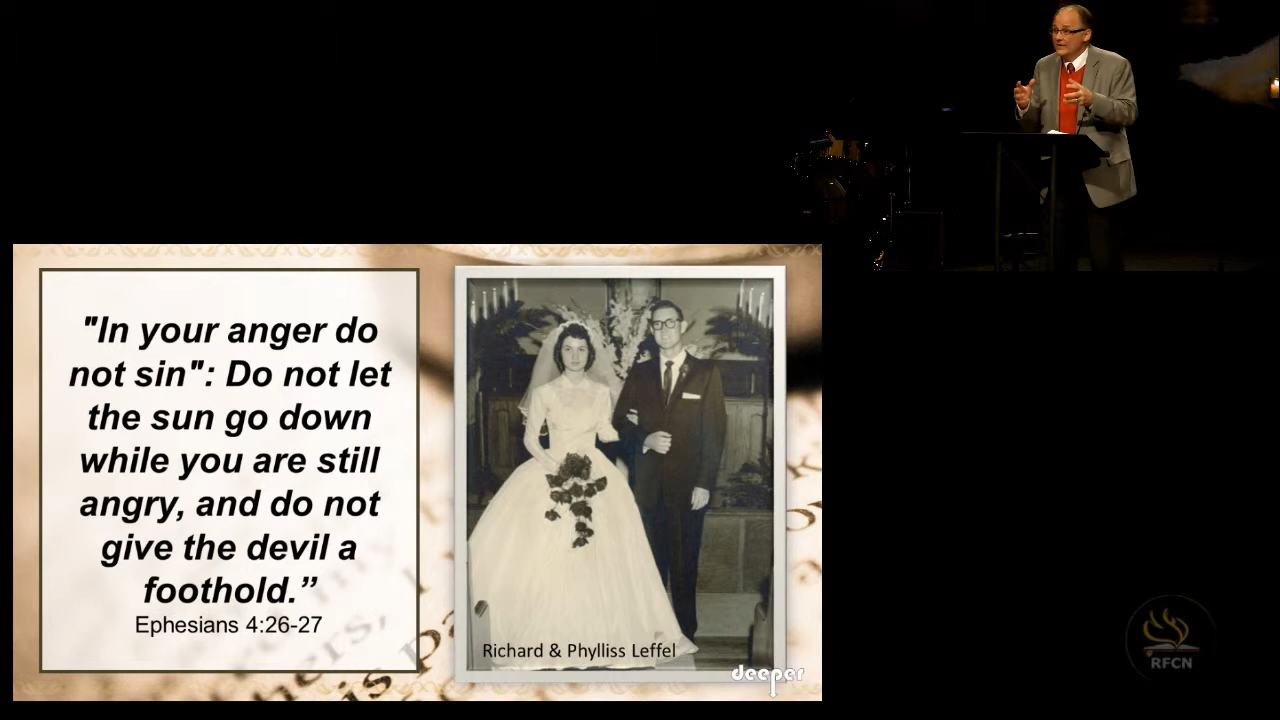 "In your anger do
not sin": Do not let
the sun go down
while you are still
angry, and do not
give the devil a
foothold.”
Ephesians 4:26-27
Richard & Phylliss Leffel
deeper
RFCN